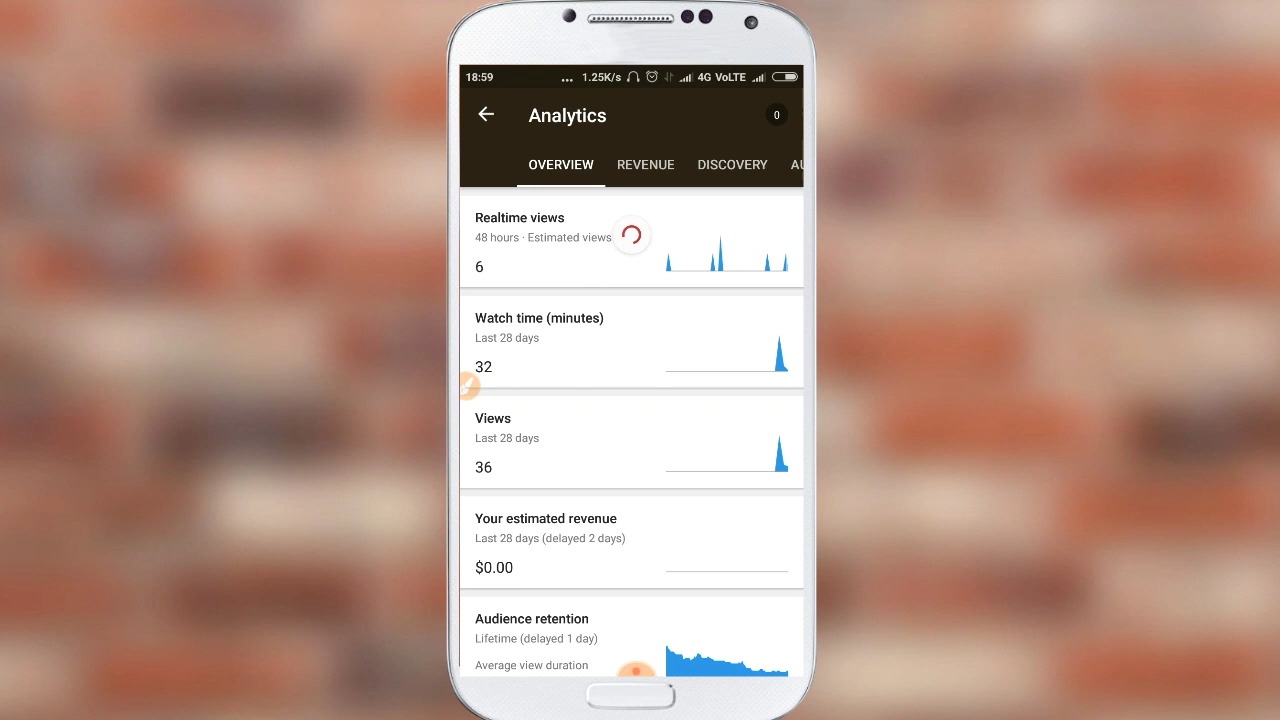 18:59 ... 1.25K/s 4G VoLTE
Analytics 0
OVERVIEW REVENUE DISCOVERY
Realtime views
48 hours · Estimated views
6
Watch time (minutes)
Last 28 days
32
Views
Last 28 days
36
Your estimated revenue
Last 28 days (delayed 2 days)
$0.00
Audience retention
Lifetime (delayed 1 day)
Average view duration